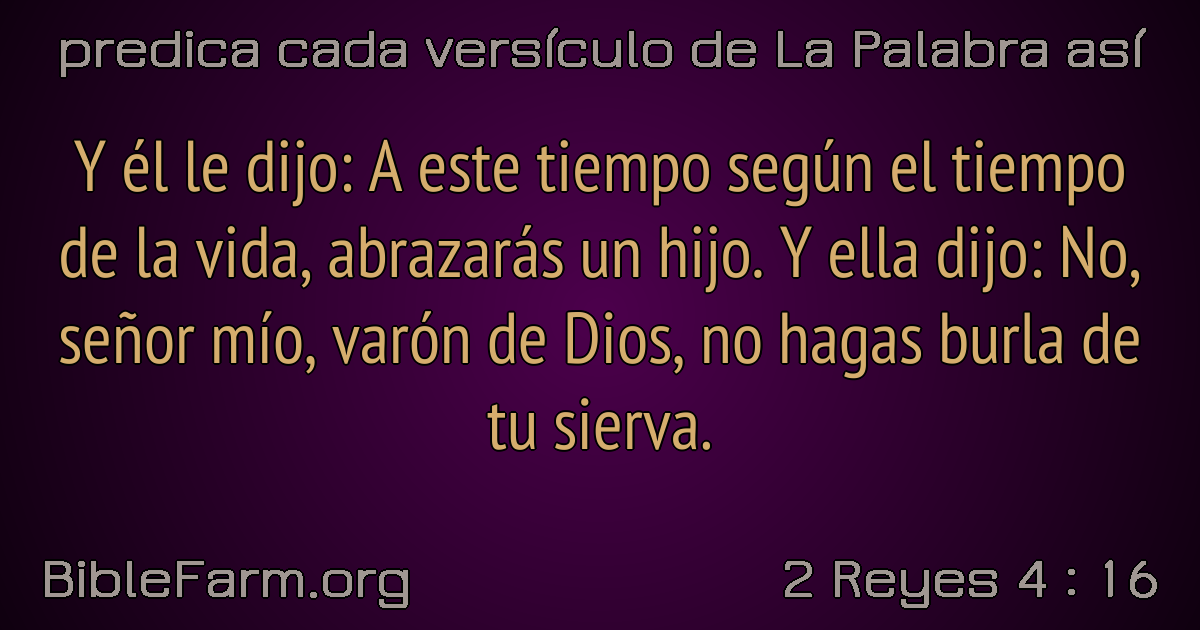 predica cada versículo de La Palabra así
Y él le dijo: A este tiempo según el tiempo
de la vida, abrazarás un hijo. Y ella dijo: No,
señor mío, varón de Dios, no hagas burla de
tu sierva.
BibleFarm.org
2 Reyes 4 : 16